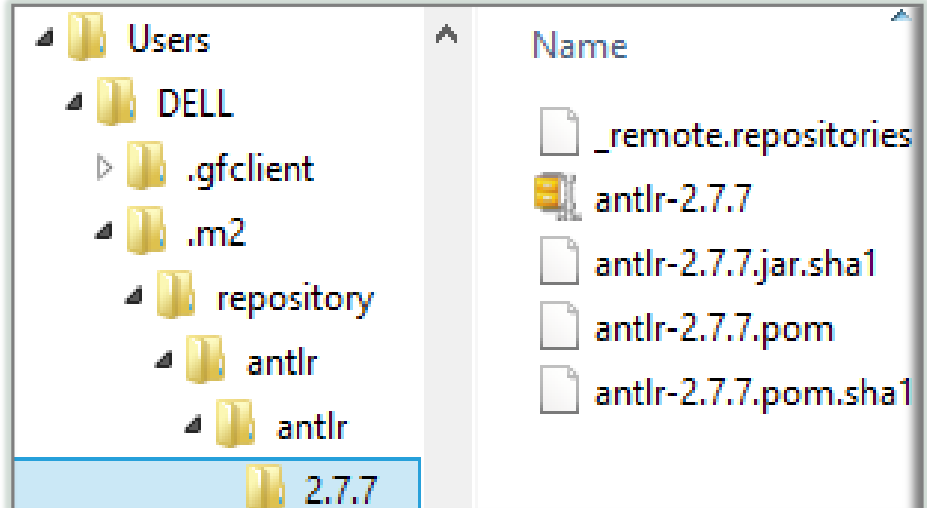 Users
DELL
.gfclient
.m2
repository
antlr
antlr
2.7.7
Name
_remote.repositories
antlr-2.7.7
antlr-2.7.7.jar.sha1
antlr-2.7.7.pom
antlr-2.7.7.pom.sha1